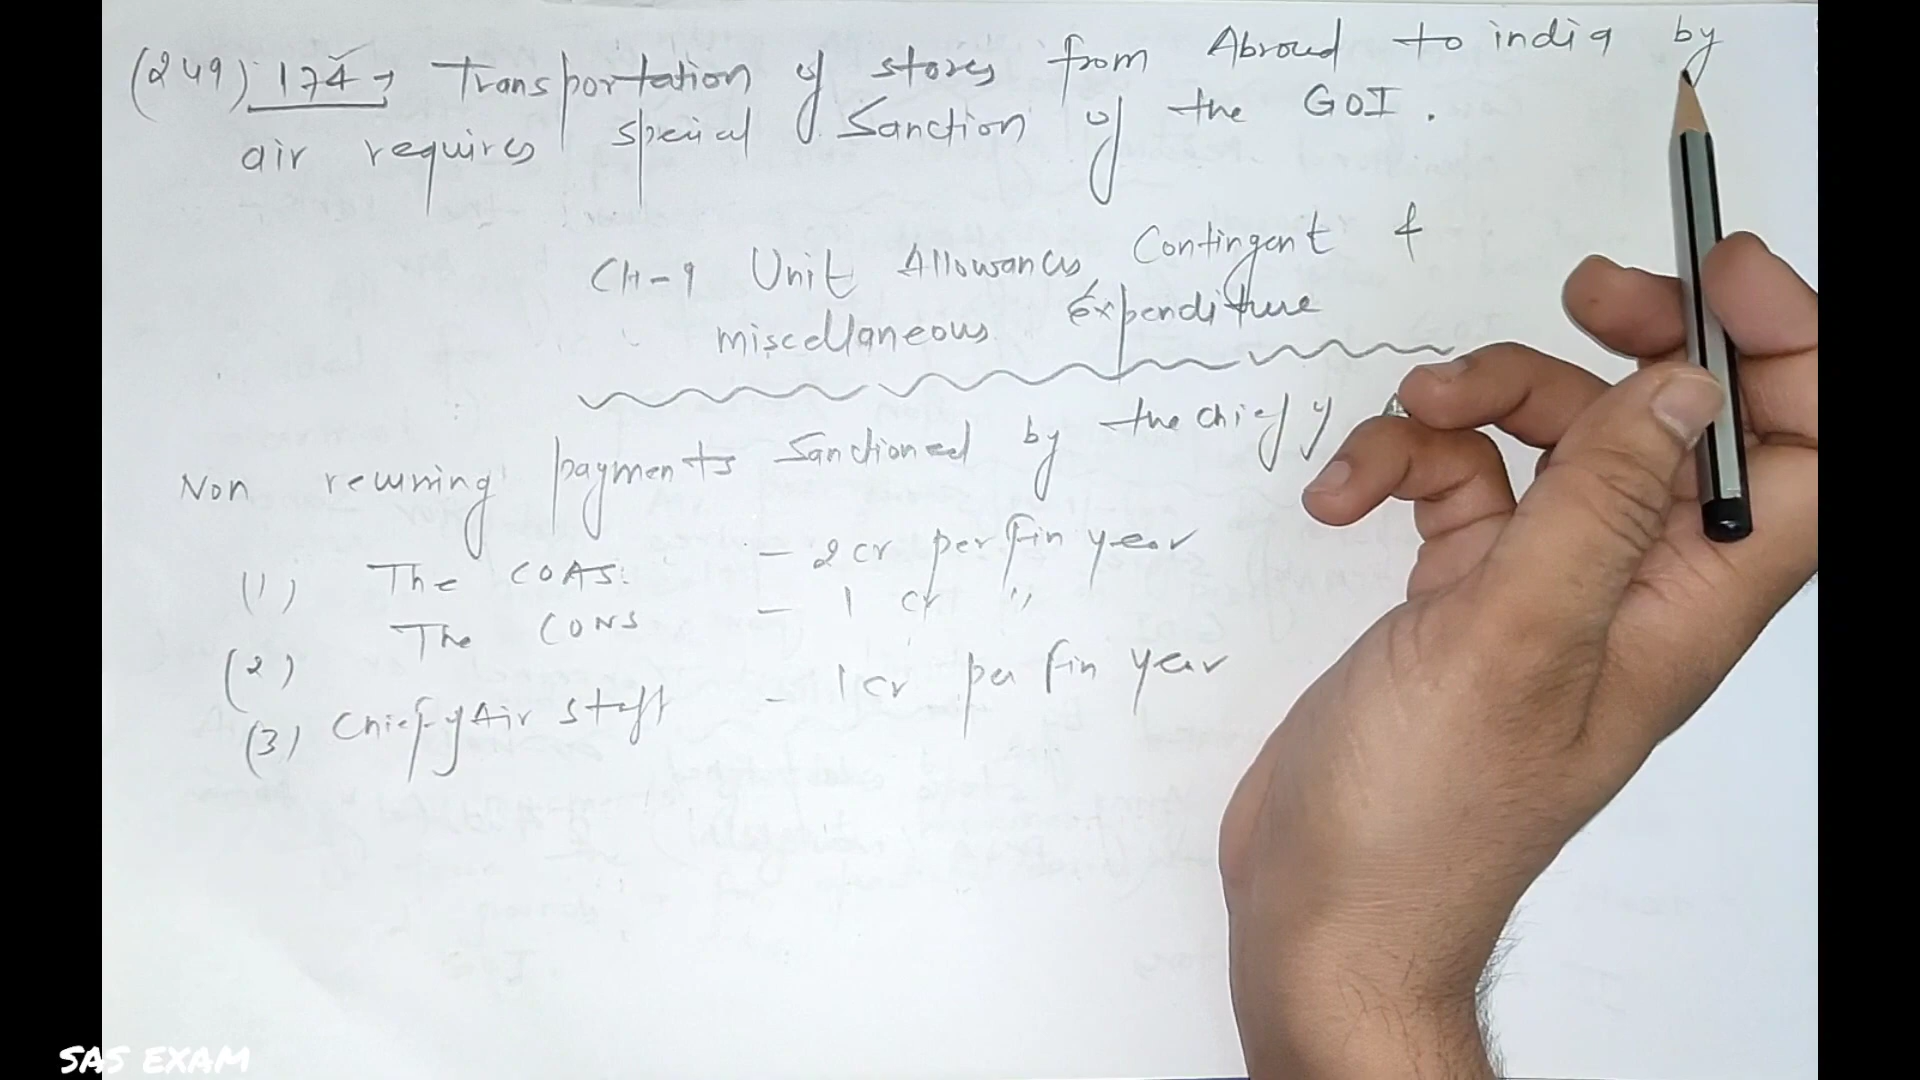 (249) 174 → Transportation of stores from Abroad to india by
air requires special Sanction of the GOI.
CH-9 Unit Allowances, Contingent &
miscellaneous Expenditure
Non recurring payments Sanctioned by the chief of
(1) The COAS - 2 cr per fin year
(2) The CONS - 1 cr "
(3) Chief of Air staff - 1 cr per fin year
SAS EXAM